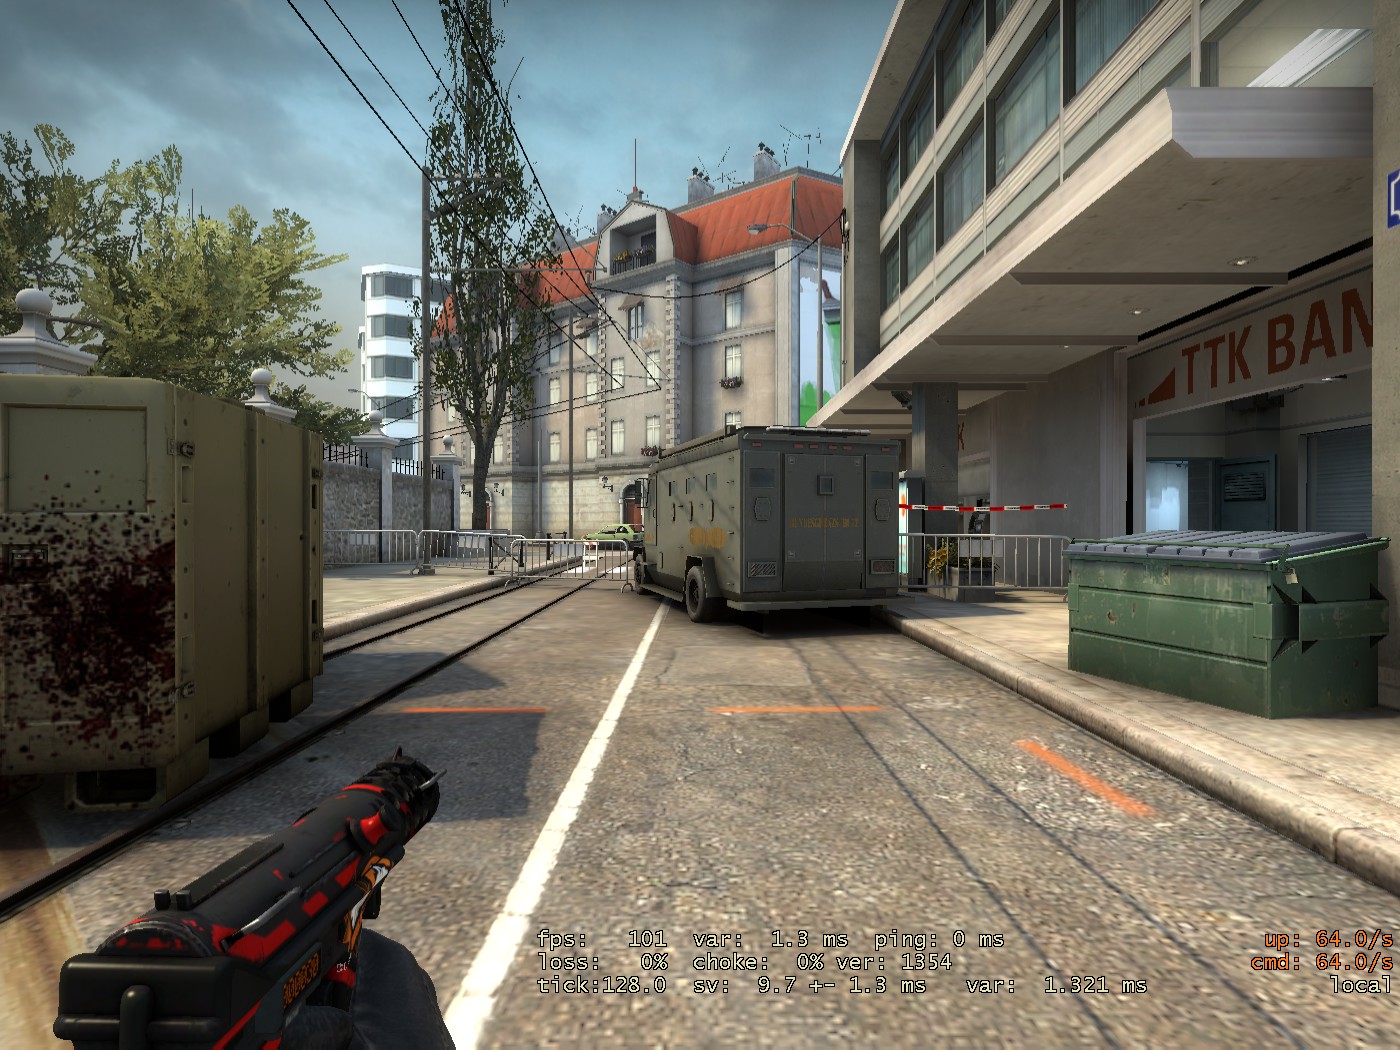 TTK BAN
fps: 101 var: 1.3 ms ping: 0 ms
loss: 0% choke: 0% ver: 1354
tick:128.0 sv: 9.7 +- 1.3 ms var: 1.321 ms
up: 64.0/s
cmd: 64.0/s
local